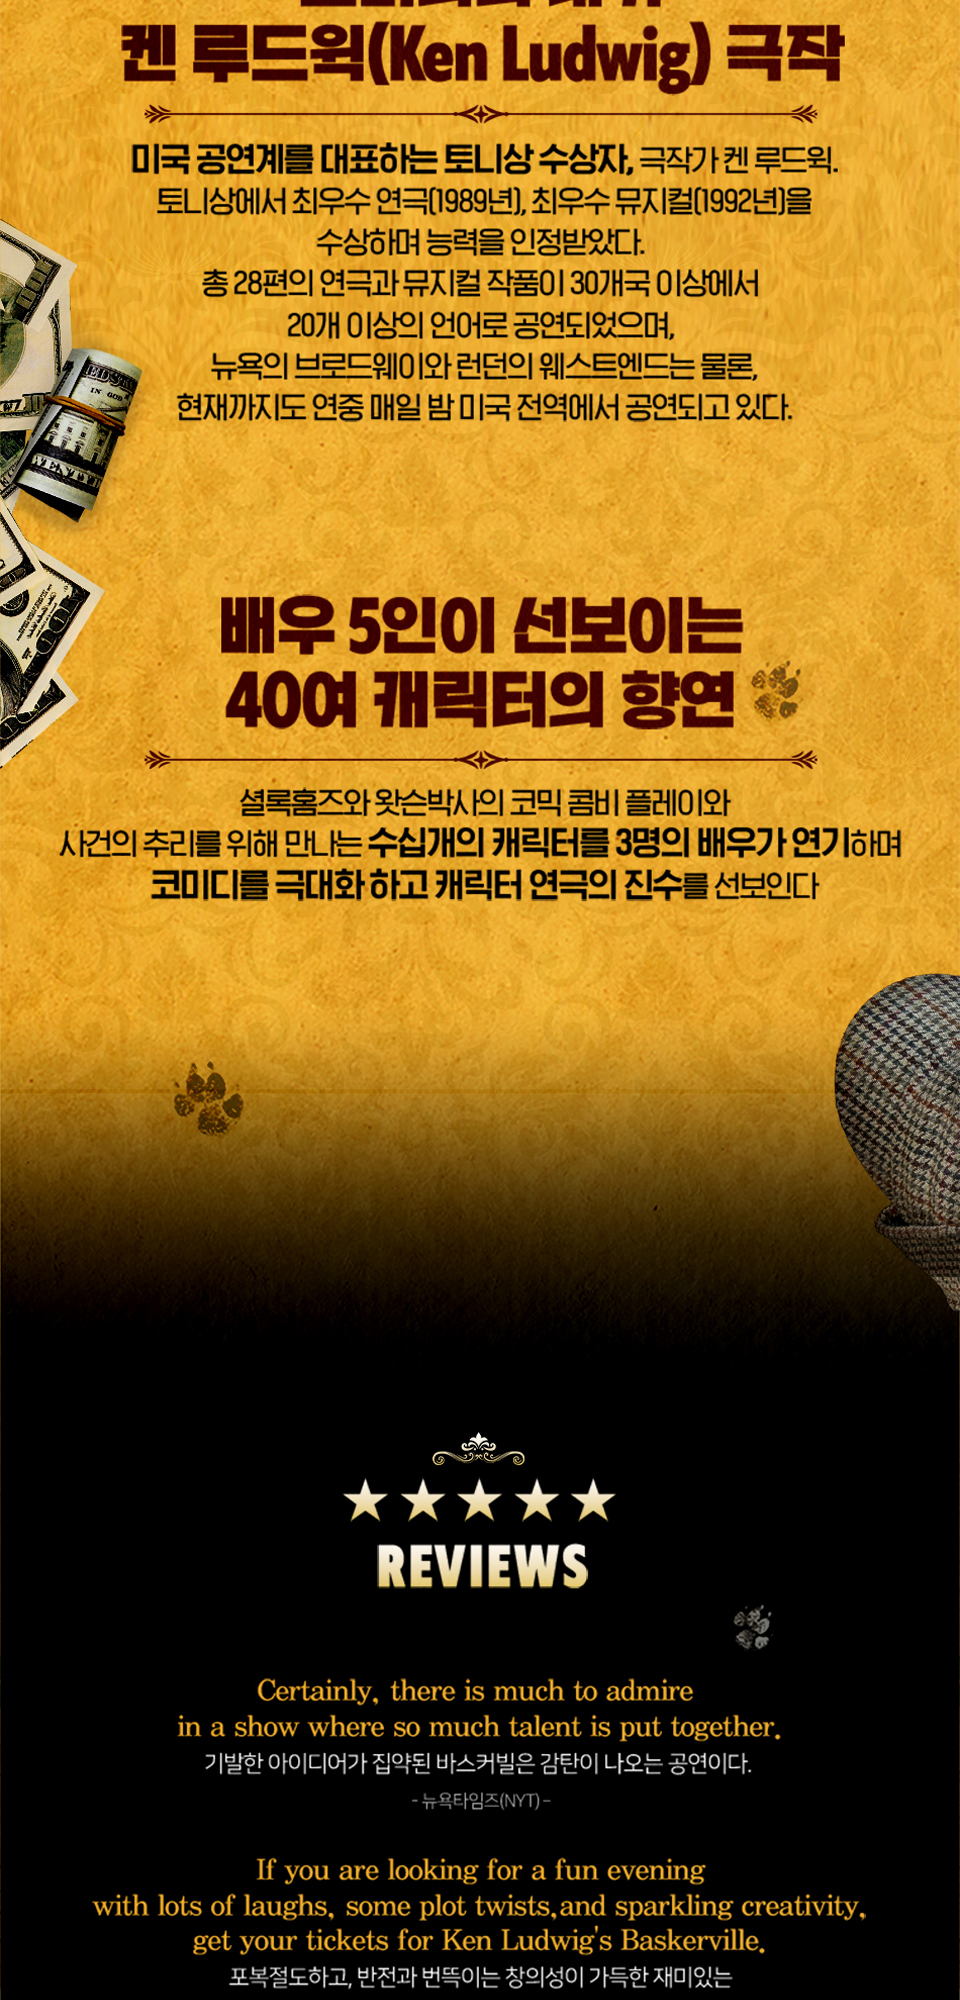 켄 루드윅(Ken Ludwig) 극작
미국 공연계를 대표하는 토니상 수상자, 극작가 켄 루드윅.
토니상에서 최우수 연극(1989년), 최우수 뮤지컬(1992년)을
수상하며 능력을 인정받았다.
총 28편의 연극과 뮤지컬 작품이 30개국 이상에서
20개 이상의 언어로 공연되었으며,
뉴욕의 브로드웨이와 런던의 웨스트엔드는 물론,
현재까지도 연중 매일 밤 미국 전역에서 공연되고 있다.
배우 5인이 선보이는
40여 캐릭터의 향연
셜록홈즈와 왓슨박사의 코믹 콤비 플레이와
사건의 추리를 위해 만나는 수십개의 캐릭터를 3명의 배우가 연기하며
코미디를 극대화 하고 캐릭터 연극의 진수를 선보인다
REVIEWS
Certainly, there is much to admire
in a show where so much talent is put together.
기발한 아이디어가 집약된 바스커빌은 감탄이 나오는 공연이다.
- 뉴욕타임즈(NYT) -
If you are looking for a fun evening
with lots of laughs, some plot twists,and sparkling creativity,
get your tickets for Ken Ludwig's Baskerville.
포복절도하고, 반전과 번뜩이는 창의성이 가득한 재미있는